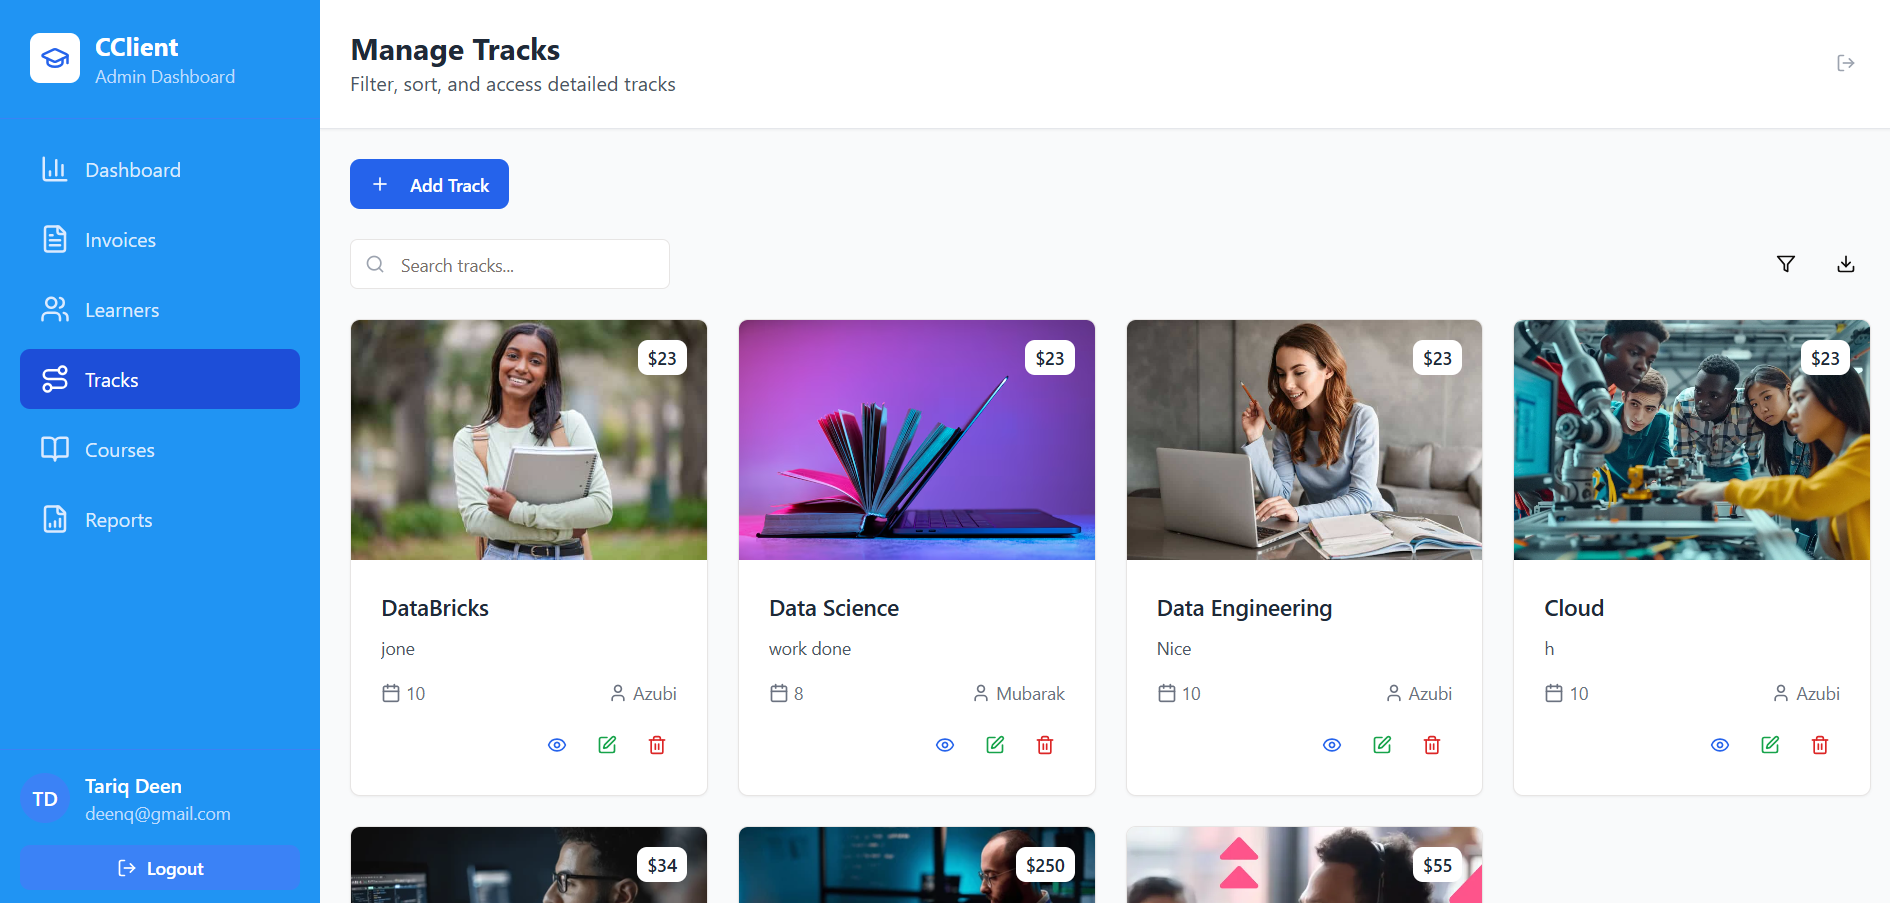 CClient
Admin Dashboard
Dashboard
Invoices
Learners
Tracks
Courses
Reports
TD
Tariq Deen
deenq@gmail.com
Logout
Manage Tracks
Filter, sort, and access detailed tracks
Add Track
Search tracks...
$23
DataBricks
jone
10
Azubi
$23
Data Science
work done
8
Mubarak
$23
Data Engineering
Nice
10
Azubi
$23
Cloud
h
10
Azubi
$34
$250
$55